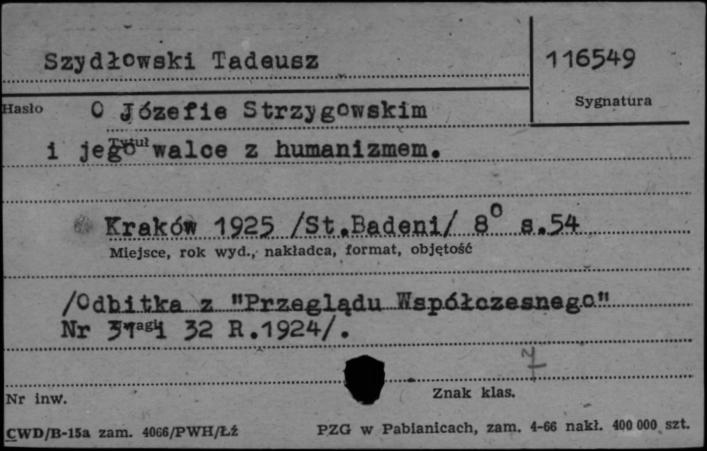 Szydłowski Tadeusz
116549
Hasło
O Józefie Strzygowskim
Sygnatura
Tytuł
i jego walce z humanizmem.
Kraków 1925 /St.Badeni/ 8° s.54
Miejsce, rok wyd., nakładca, format, objętość
/Odbitka z "Przeglądu Współczesnego"
Nr 31 i 32 R.1924/.
Nr inw.
Znak klas.
CWD/B-15a zam. 4066/PWH/Łź
PZG w Pabianicach, zam. 4-66 nakł. 400 000 szt.